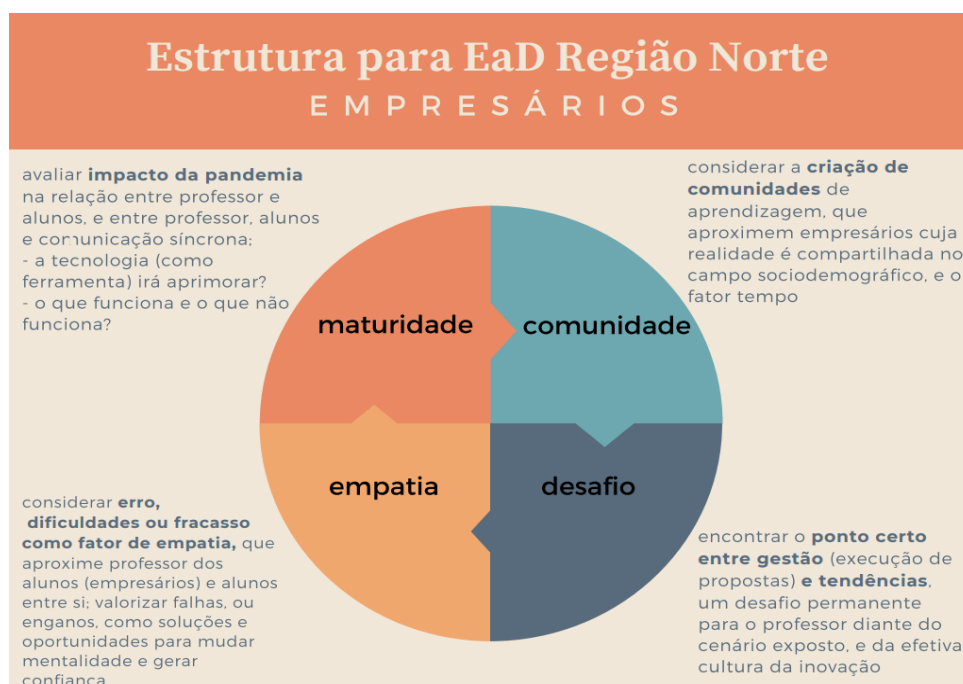 Estrutura para EaD Região Norte
EMPRESÁRIOS
avaliar impacto da pandemia
na relação entre professor e
alunos, e entre professor, alunos
e comunicação síncrona;
- a tecnologia (como
ferramenta) irá aprimorar?
- o que funciona e o que não
funciona?
considerar a criação de
comunidades de
aprendizagem, que
aproximem empresários cuja
realidade é compartilhada no
campo sociodemográfico, e o
fator tempo
maturidade
comunidade
empatia
desafio
considerar erro,
dificuldades ou fracasso
como fator de empatia, que
aproxime professor dos
alunos (empresários) e alunos
entre si; valorizar falhas, ou
enganos, como soluções e
oportunidades para mudar
mentalidade e gerar
confiança
encontrar o ponto certo
entre gestão (execução de
propostas) e tendências,
um desafio permanente
para o professor diante do
cenário exposto, e da efetiva
cultura da inovação